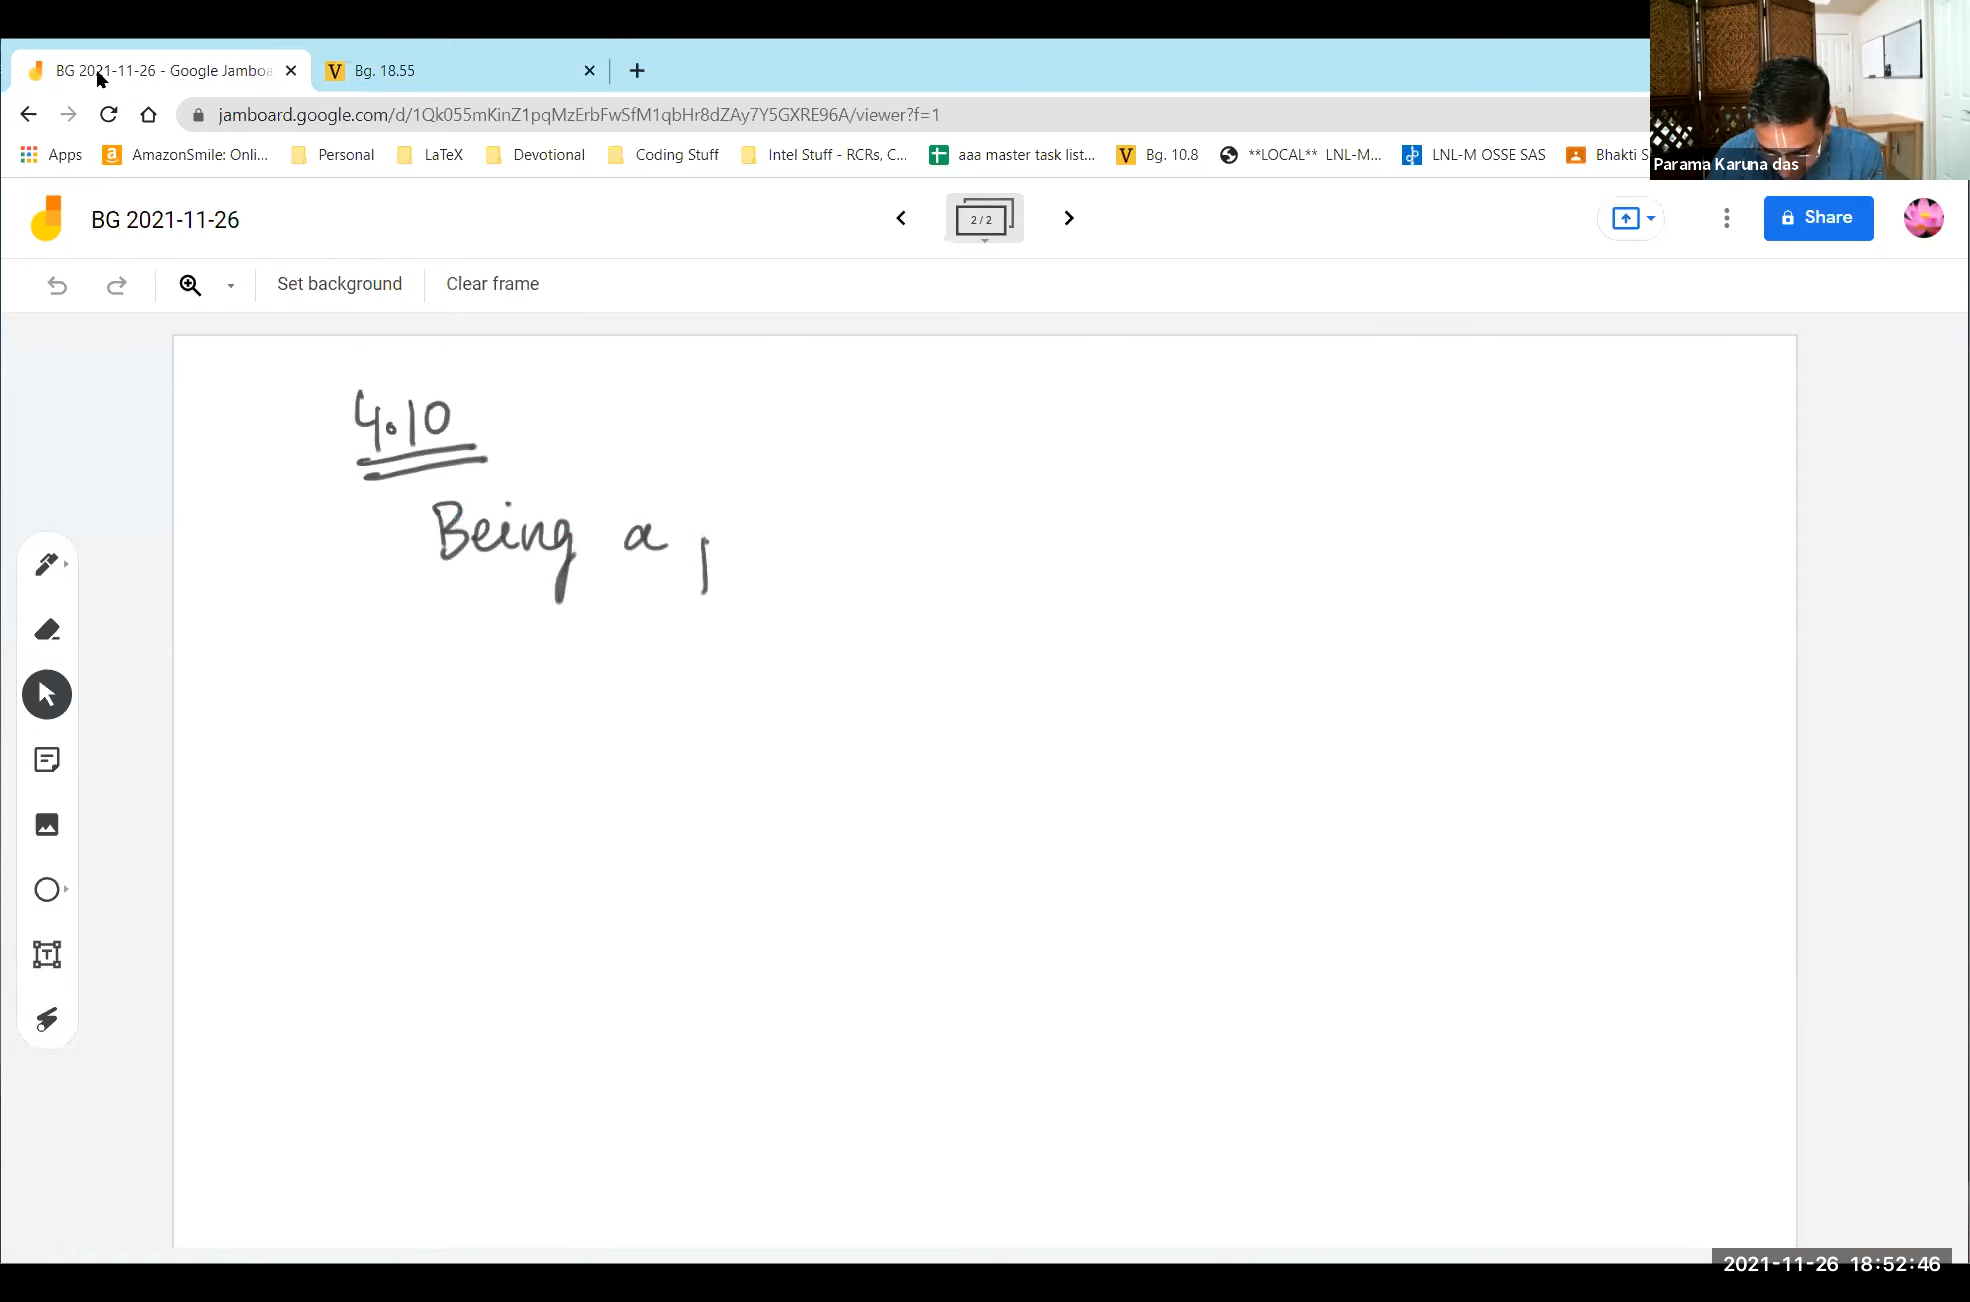 BG 2021-11-26 - Google Jamboa
Bg. 18.55
jamboard.google.com/d/1Qk055mKinZ1pqMzErbFwSfM1qbHr8dZAy7Y5GXRE96A/viewer?f=1
Apps AmazonSmile: Onli... Personal LaTeX Devotional Coding Stuff Intel Stuff - RCRs, C... aaa master task list... Bg. 10.8 **LOCAL** LNL-M... LNL-M OSSE SAS Bhakti S
Parama Karuna das
BG 2021-11-26
2 / 2
Share
Set background Clear frame
4.10
Being a
2021-11-26 18:52:46